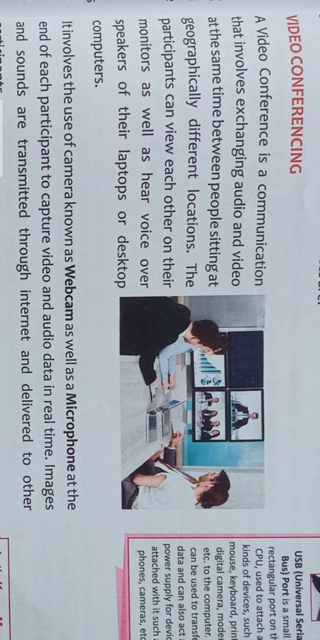 VIDEO CONFERENCING
A Video Conference is a communication
that involves exchanging audio and video
at the same time between people sitting at
geographically different locations. The
participants can view each other on their
monitors as well as hear voice over
speakers of their laptops or desktop
computers.
It involves the use of camera known as Webcam as well as a Microphone at the
end of each participant to capture video and audio data in real time. Images
and sounds are transmitted through internet and delivered to other
USB (Universal Seria
Bus) Port is a small
rectangular port on th
CPU, used to attach al
kinds of devices, such
mouse, keyboard, pr
digital camera, mode
etc. to the computer.
can be used to transf
data and can also act
power supply for devi
attached with it such
phones, cameras, etc